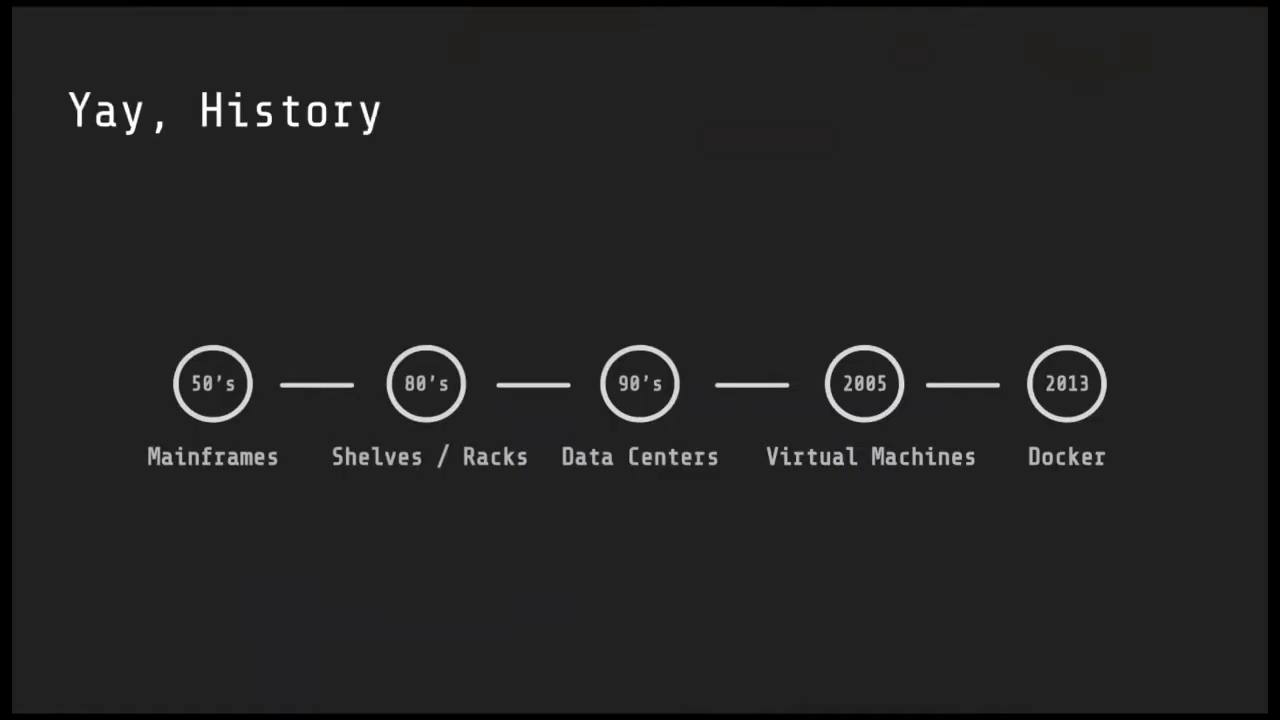 Yay, History
50's 80's 90's 2005 2013
Mainframes Shelves / Racks Data Centers Virtual Machines Docker